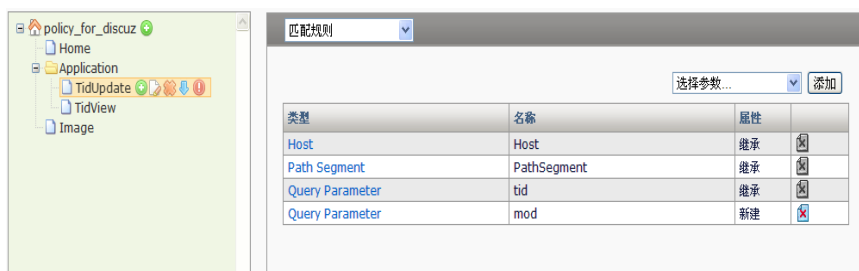 policy_for_discuz
Home
Application
TidUpdate
TidView
Image
匹配规则
选择参数... 添加
类型 名称 属性
Host Host 继承
Path Segment PathSegment 继承
Query Parameter tid 继承
Query Parameter mod 新建